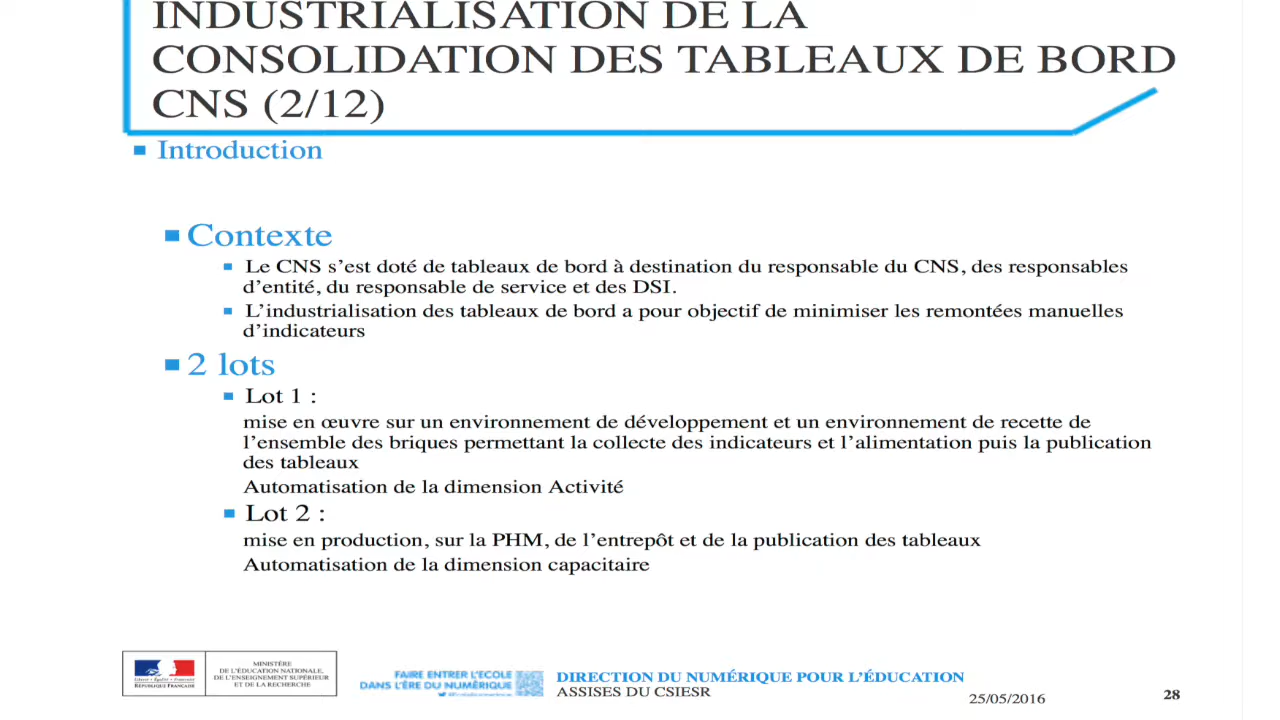 INDUSTRIALISATION DE LA
CONSOLIDATION DES TABLEAUX DE BORD
CNS (2/12)
Introduction
Contexte
Le CNS s’est doté de tableaux de bord à destination du responsable du CNS, des responsables
d’entité, du responsable de service et des DSI.
L’industrialisation des tableaux de bord a pour objectif de minimiser les remontées manuelles
d’indicateurs
2 lots
Lot 1 :
mise en œuvre sur un environnement de développement et un environnement de recette de
l’ensemble des briques permettant la collecte des indicateurs et l’alimentation puis la publication
des tableaux
Automatisation de la dimension Activité
Lot 2 :
mise en production, sur la PHM, de l’entrepôt et de la publication des tableaux
Automatisation de la dimension capacitaire
Liberté • Égalité • Fraternité
RÉPUBLIQUE FRANÇAISE
MINISTÈRE
DE L’ÉDUCATION NATIONALE,
DE L’ENSEIGNEMENT SUPÉRIEUR
ET DE LA RECHERCHE
FAIRE ENTRER L’ÉCOLE
DANS L’ÈRE DU NUMÉRIQUE
DIRECTION DU NUMÉRIQUE POUR L’ÉDUCATION
ASSISES DU CSIESR
25/05/2016
28